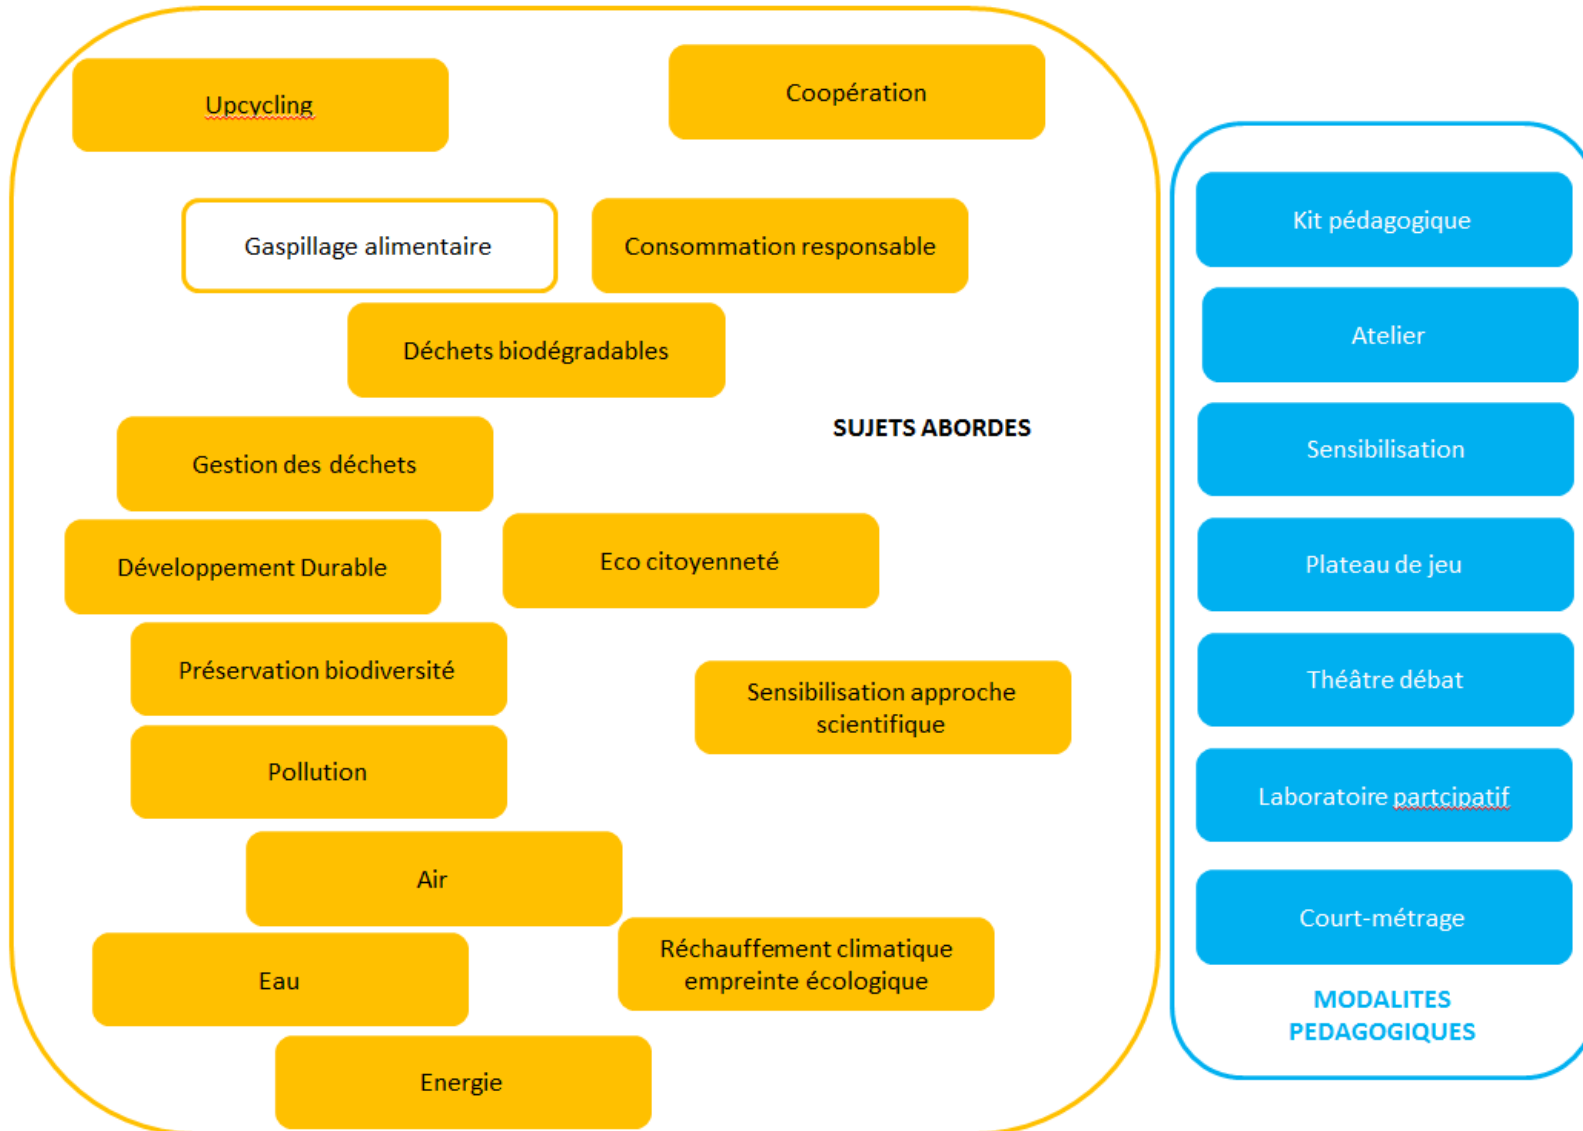 Upcycling
Coopération
Gaspillage alimentaire
Consommation responsable
Déchets biodégradables
SUJETS ABORDES
Gestion des déchets
Développement Durable
Eco citoyenneté
Préservation biodiversité
Sensibilisation approche
scientifique
Pollution
Air
Réchauffement climatique
empreinte écologique
Eau
Energie
Kit pédagogique
Atelier
Sensibilisation
Plateau de jeu
Théâtre débat
Laboratoire partcipatif
Court-métrage
MODALITES
PEDAGOGIQUES